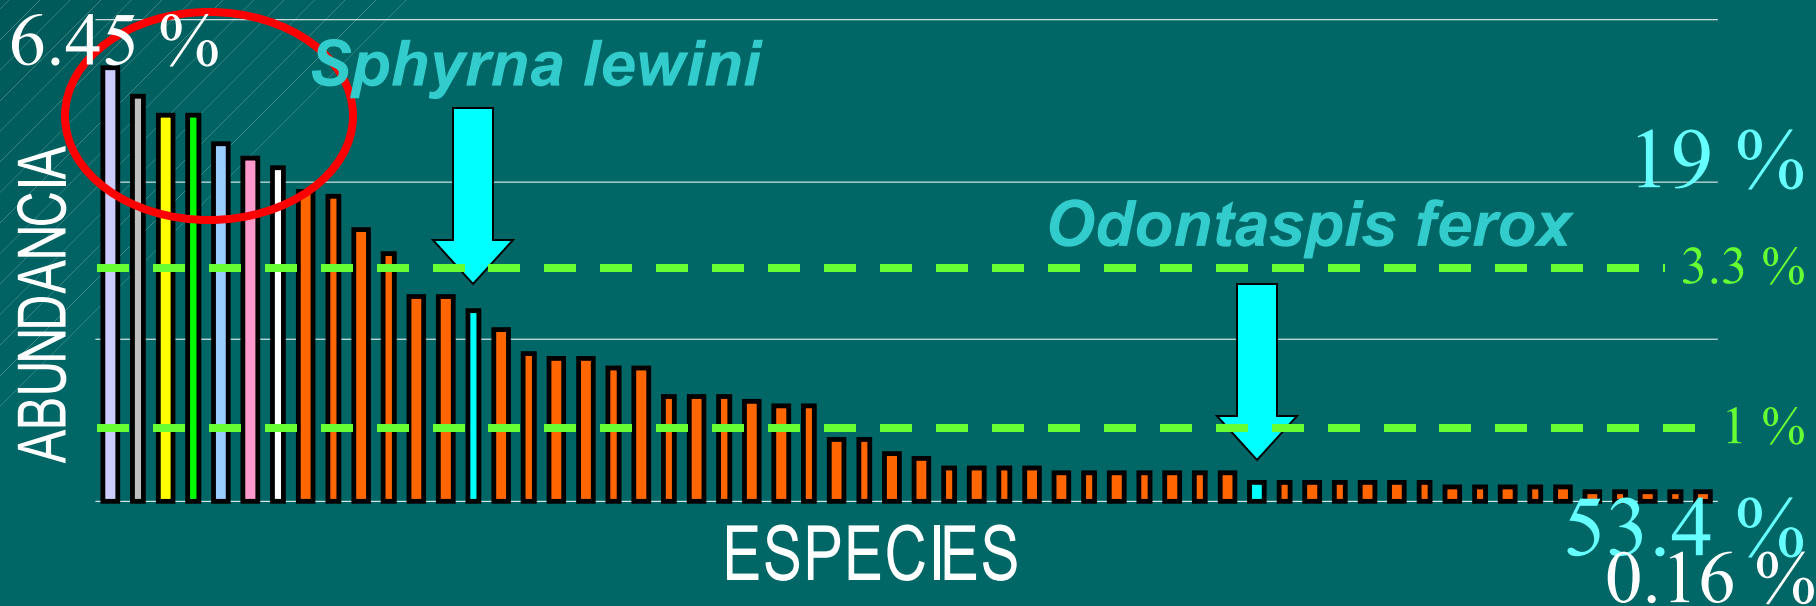 6.45 %
Sphyrna lewini
19 %
Odontaspis ferox
3.3 %
ABUNDANCIA
1 %
53.4 %
ESPECIES
0.16 %